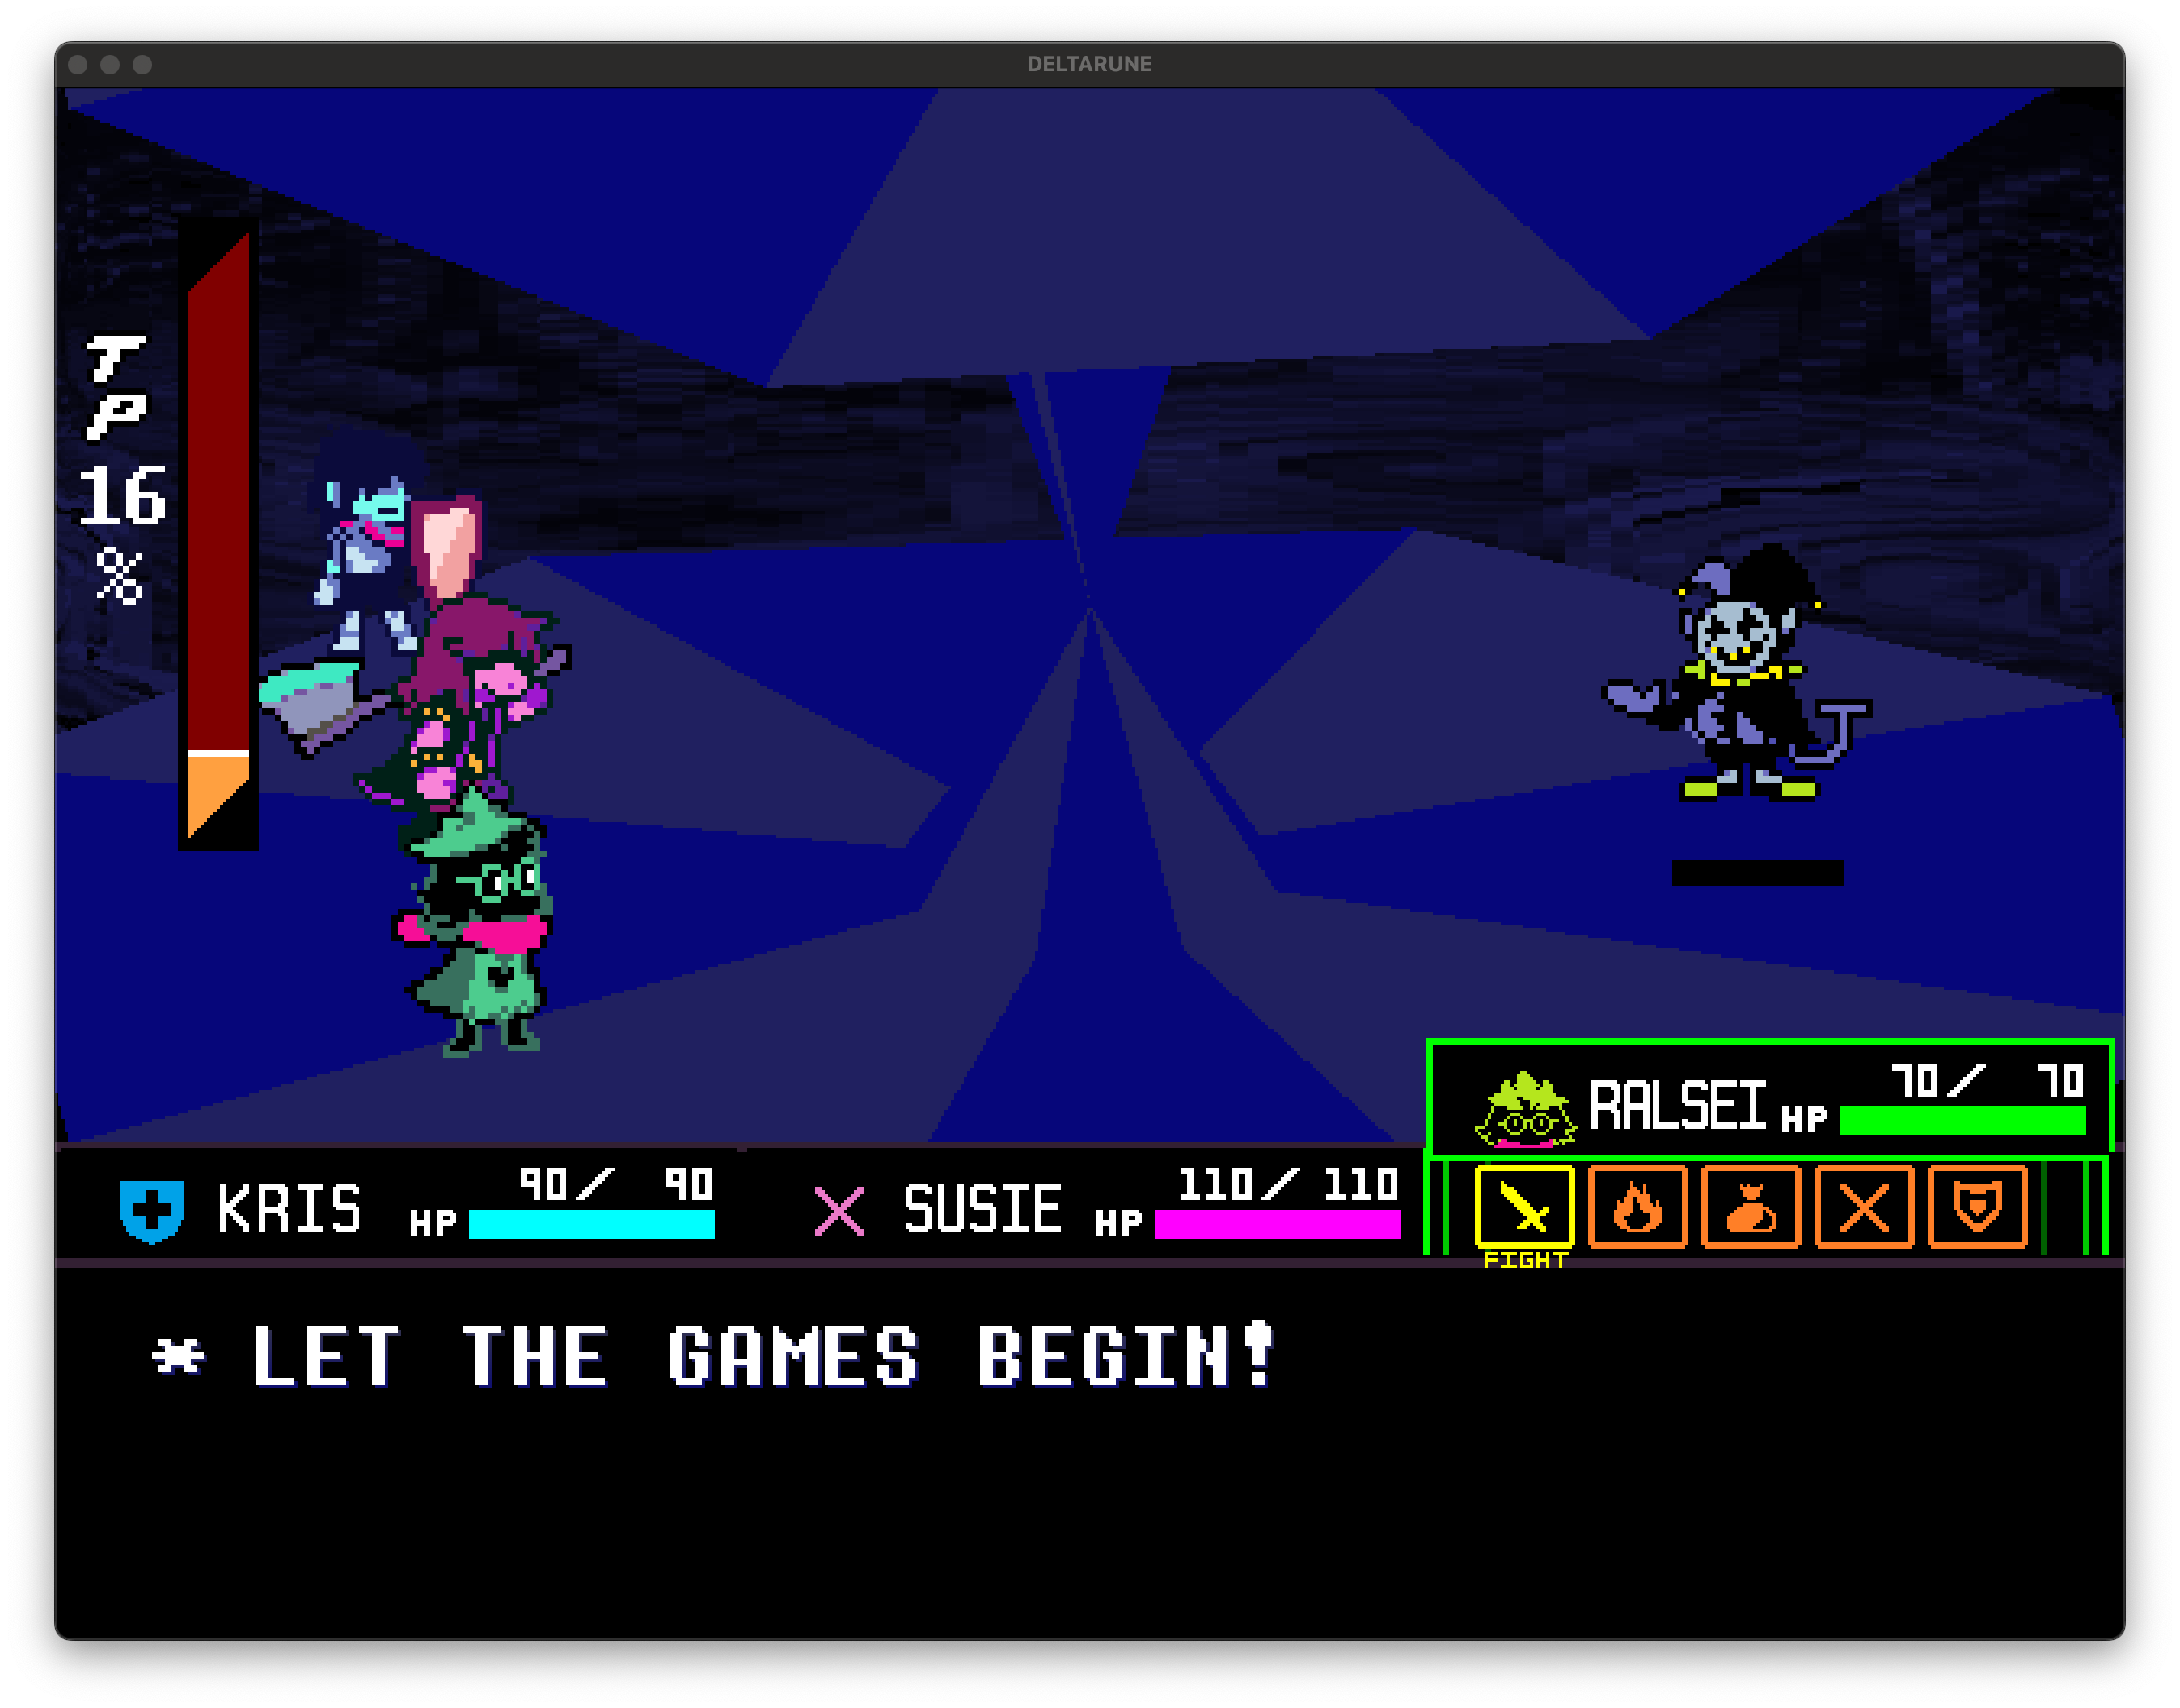 DELTARUNE
TP
16
%
RALSEI HP 70/ 70
KRIS HP 90/ 90
SUSIE HP 110/ 110
FIGHT
* LET THE GAMES BEGIN!